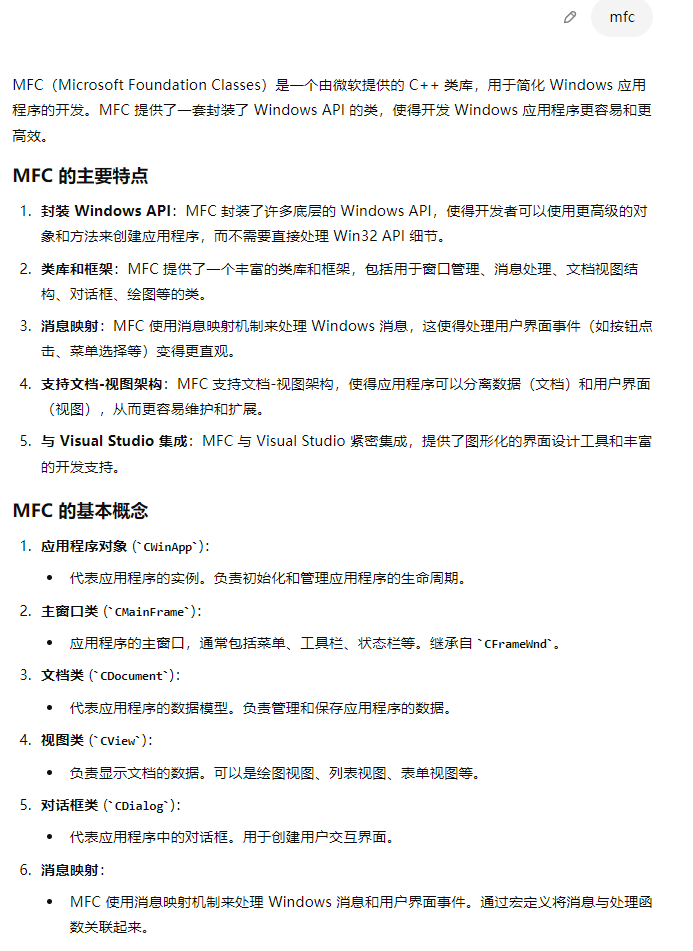 mfc
MFC（Microsoft Foundation Classes）是一个由微软提供的 C++ 类库，用于简化 Windows 应用
程序的开发。MFC 提供了一套封装了 Windows API 的类，使得开发 Windows 应用程序更容易和更
高效。
MFC 的主要特点
1. 封装 Windows API：MFC 封装了许多底层的 Windows API，使得开发者可以使用更高级的对
象和方法来创建应用程序，而不需要直接处理 Win32 API 细节。
2. 类库和框架：MFC 提供了一个丰富的类库和框架，包括用于窗口管理、消息处理、文档视图结
构、对话框、绘图等的类。
3. 消息映射：MFC 使用消息映射机制来处理 Windows 消息，这使得处理用户界面事件（如按钮点
击、菜单选择等）变得更直观。
4. 支持文档-视图架构：MFC 支持文档-视图架构，使得应用程序可以分离数据（文档）和用户界面
（视图），从而更容易维护和扩展。
5. 与 Visual Studio 集成：MFC 与 Visual Studio 紧密集成，提供了图形化的界面设计工具和丰富
的开发支持。
MFC 的基本概念
1. 应用程序对象 (`CWinApp`)：
• 代表应用程序的实例。负责初始化和管理应用程序的生命周期。
2. 主窗口类 (`CMainFrame`)：
• 应用程序的主窗口，通常包括菜单、工具栏、状态栏等。继承自 `CFrameWnd`。
3. 文档类 (`CDocument`)：
• 代表应用程序的数据模型。负责管理和保存应用程序的数据。
4. 视图类 (`CView`)：
• 负责显示文档的数据。可以是绘图视图、列表视图、表单视图等。
5. 对话框类 (`CDialog`)：
• 代表应用程序中的对话框。用于创建用户交互界面。
6. 消息映射：
• MFC 使用消息映射机制来处理 Windows 消息和用户界面事件。通过宏定义将消息与处理函
数关联起来。